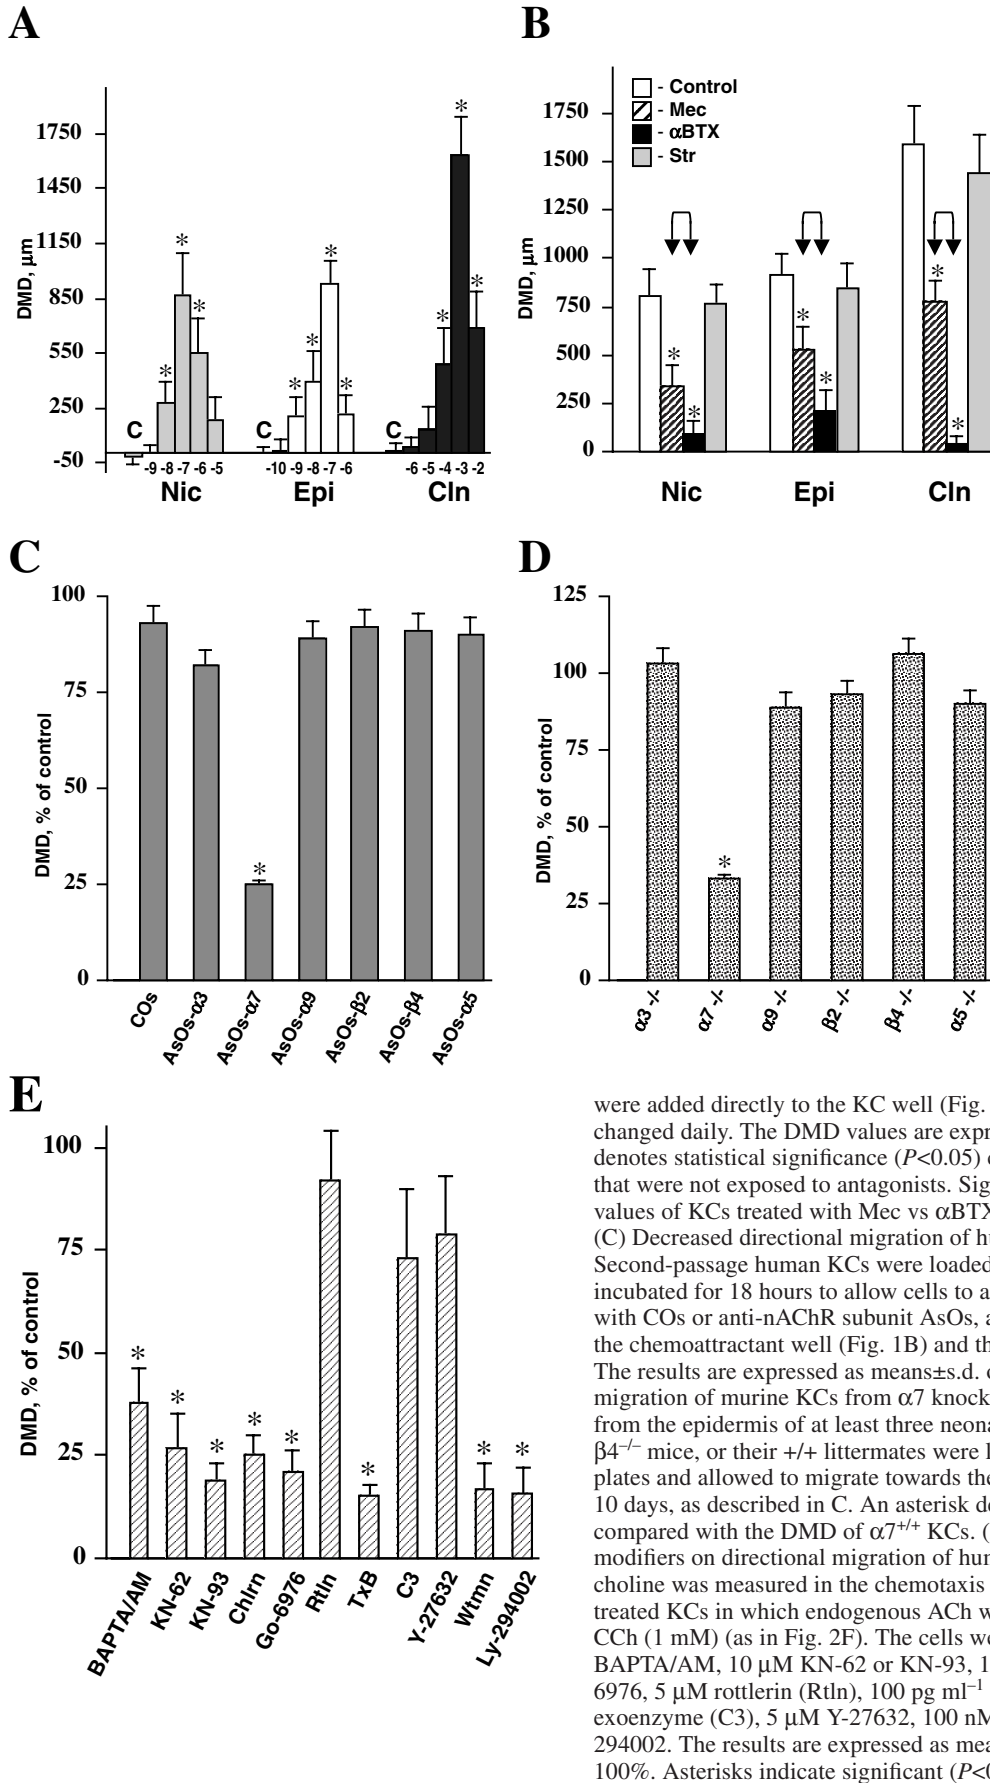 A
DMD, µm
1750
1450
1150
850
550
250
-50
C
*
*
*
-9 -8 -7 -6 -5
Nic
C
*
*
*
*
-10 -9 -8 -7 -6
Epi
C
*
*
*
-6 -5 -4 -3 -2
Cln
B
DMD, µm
1750
1500
1250
1000
750
500
250
0
- Control
- Mec
- αBTX
- Str
*
*
*
*
*
*
Nic
Epi
Cln
C
DMD, % of control
100
75
50
25
0
*
COs
AsOs-α3
AsOs-α7
AsOs-α9
AsOs-β2
AsOs-β4
AsOs-α5
D
DMD, % of control
125
100
75
50
25
0
*
α3 -/-
α7 -/-
α9 -/-
β2 -/-
β4 -/-
α5 -/-
E
DMD, % of control
100
75
50
25
0
*
*
*
*
*
*
*
*
BAPTA/AM
KN-62
KN-93
Chlrn
Go-6976
Rtln
TxB
C3
Y-27632
Wtmn
Ly-294002
were added directly to the KC well (Fig.
changed daily. The DMD values are expr
denotes statistical significance (P<0.05) c
that were not exposed to antagonists. Sig
values of KCs treated with Mec vs αBTX
(C) Decreased directional migration of hu
Second-passage human KCs were loaded
incubated for 18 hours to allow cells to a
with COs or anti-nAChR subunit AsOs, a
the chemoattractant well (Fig. 1B) and th
The results are expressed as means±s.d. o
migration of murine KCs from α7 knock
from the epidermis of at least three neona
β4–/– mice, or their +/+ littermates were l
plates and allowed to migrate towards the
10 days, as described in C. An asterisk de
compared with the DMD of α7+/+ KCs. (
modifiers on directional migration of hum
choline was measured in the chemotaxis
treated KCs in which endogenous ACh w
CCh (1 mM) (as in Fig. 2F). The cells we
BAPTA/AM, 10 µM KN-62 or KN-93, 1
6976, 5 µM rottlerin (Rtln), 100 pg ml–1
exoenzyme (C3), 5 µM Y-27632, 100 nM
294002. The results are expressed as mea
100%. Asterisks indicate significant (P<0